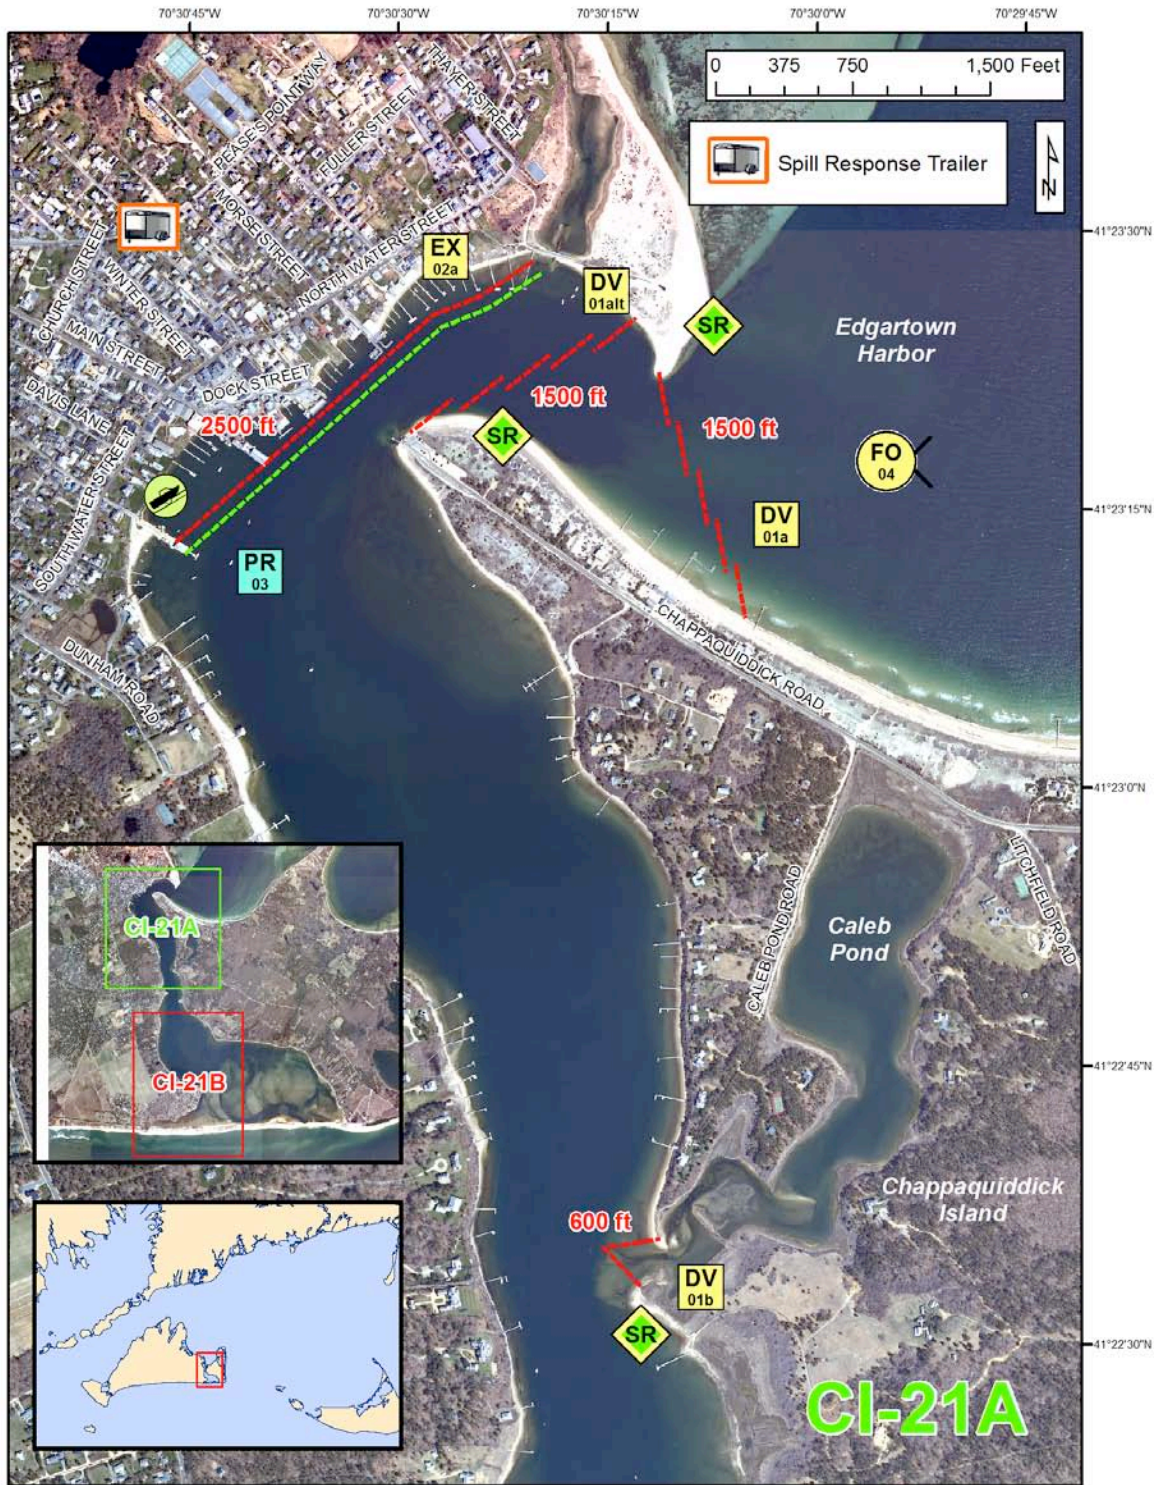 70°30'45"W
70°30'30"W
70°30'15"W
70°30'0"W
70°29'45"W
0 375 750 1,500 Feet
Spill Response Trailer
N
THAYER STREET
PEASE'S POINT WAY
FULLER STREET
MORSE STREET
NORTH WATER STREET
CHURCH STREET
WINTER STREET
MAIN STREET
DOCK STREET
DAVIS LANE
SOUTH WATER STREET
DUNHAM ROAD
41°23'30"N
EX
02a
DV
01alt
SR
Edgartown
Harbor
2500 ft
1500 ft
1500 ft
SR
FO
04
DV
01a
41°23'15"N
PR
03
CHAPPAQUIDDICK ROAD
41°23'0"N
LITCHFIELD ROAD
CALEB POND ROAD
Caleb
Pond
CI-21A
CI-21B
41°22'45"N
Chappaquiddick
Island
600 ft
DV
01b
SR
41°22'30"N
CI-21A